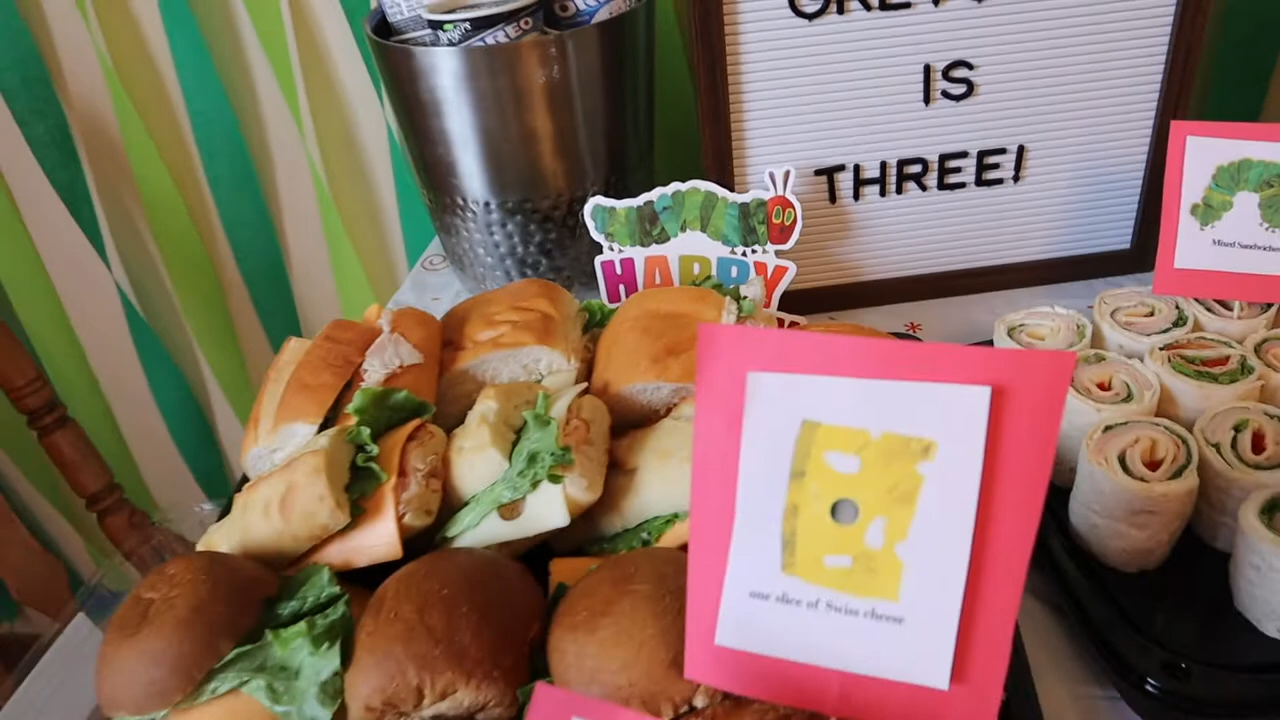 OREO
IS
THREE!
HAPPY
Mixed Sandwiches
one slice of Swiss cheese